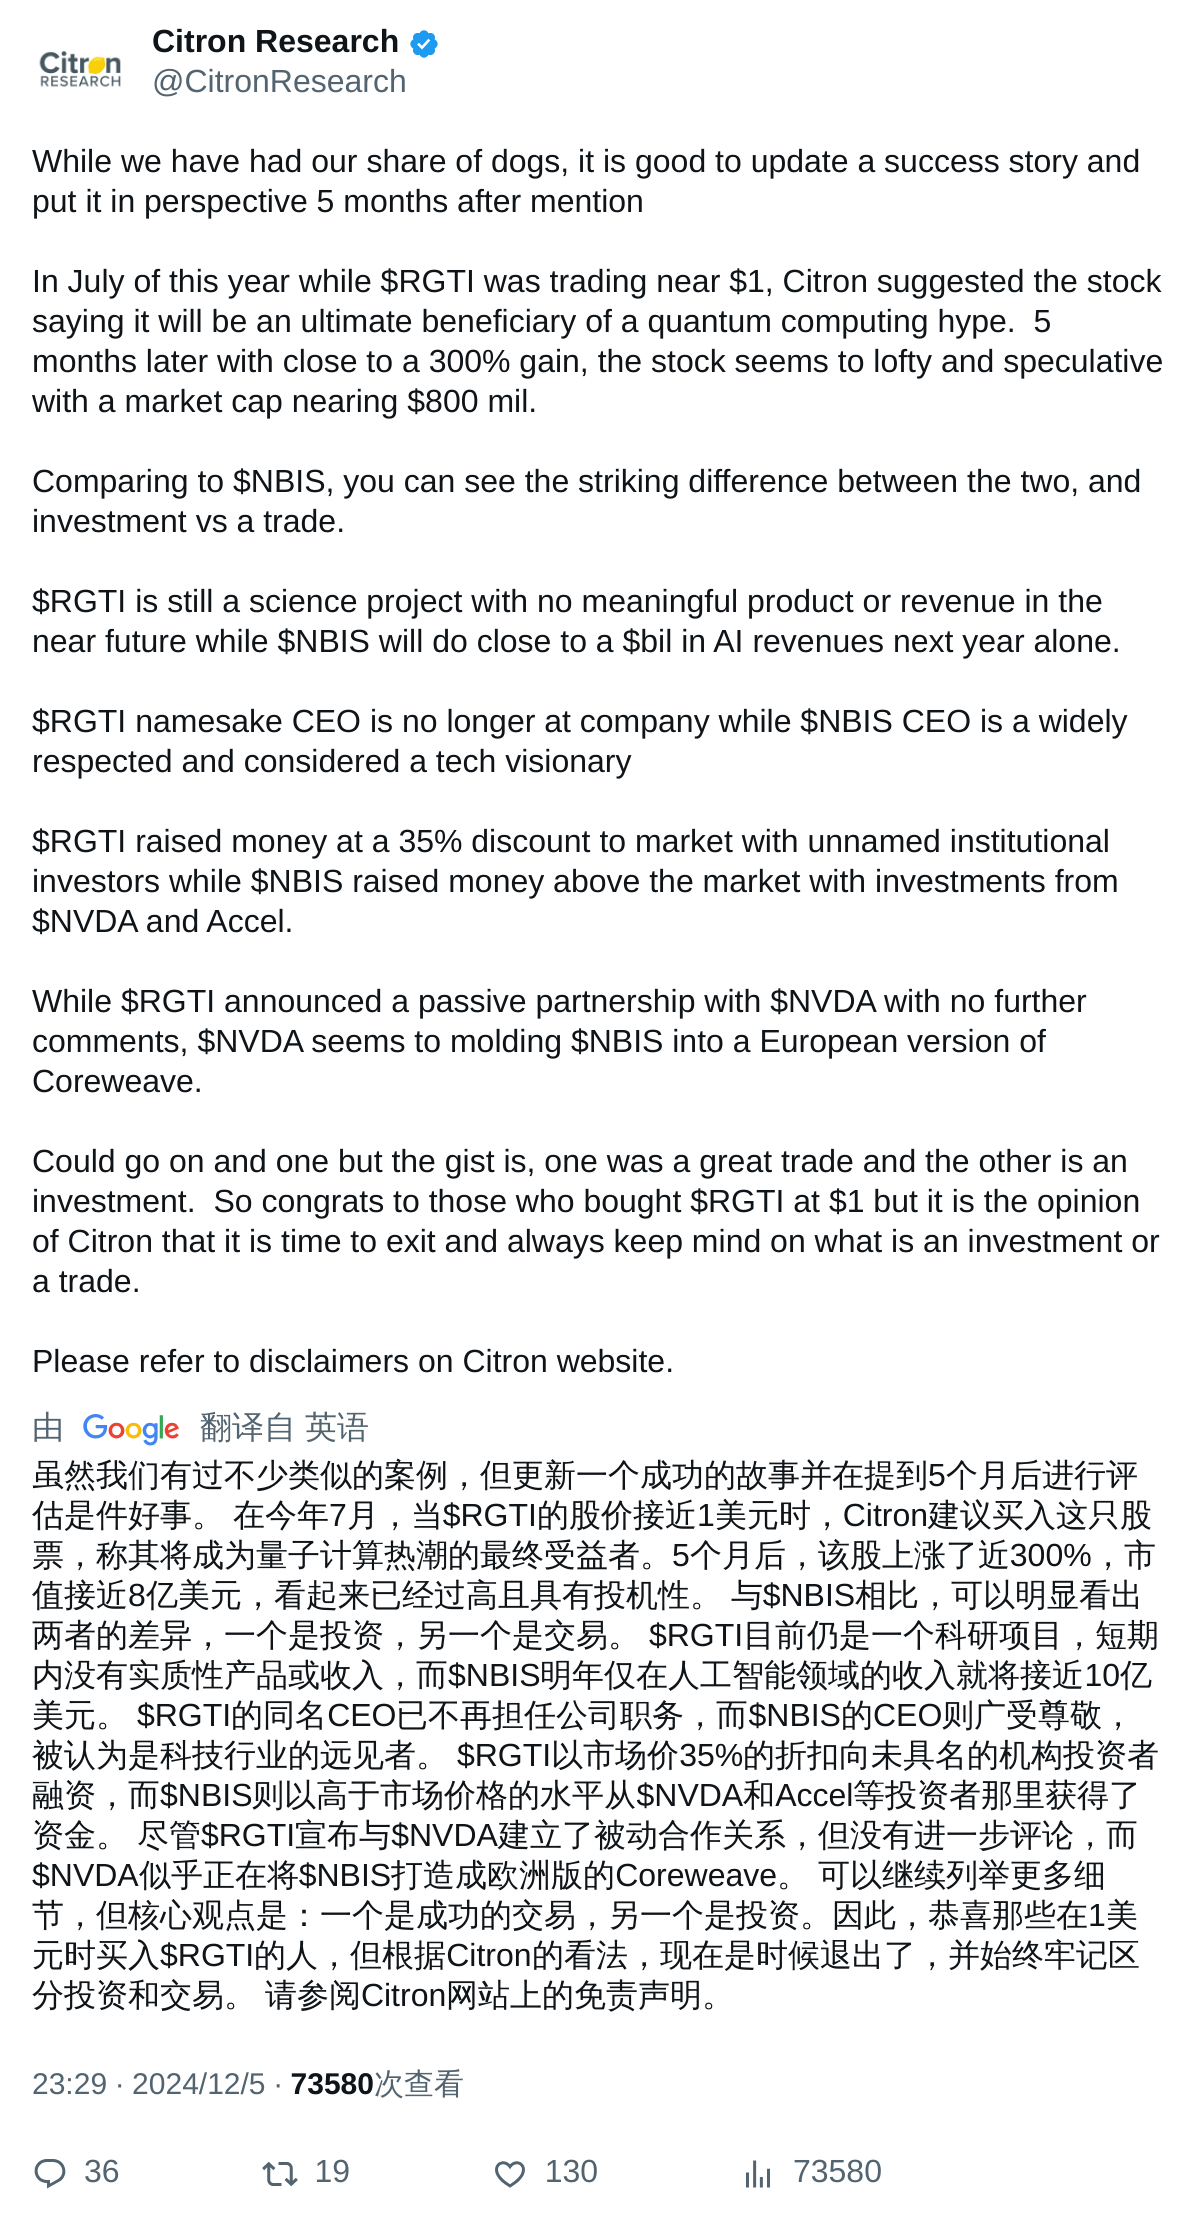 Citron
RESEARCH
Citron Research
@CitronResearch
While we have had our share of dogs, it is good to update a success story and
put it in perspective 5 months after mention
In July of this year while $RGTI was trading near $1, Citron suggested the stock
saying it will be an ultimate beneficiary of a quantum computing hype.  5
months later with close to a 300% gain, the stock seems to lofty and speculative
with a market cap nearing $800 mil.
Comparing to $NBIS, you can see the striking difference between the two, and
investment vs a trade.
$RGTI is still a science project with no meaningful product or revenue in the
near future while $NBIS will do close to a $bil in AI revenues next year alone.
$RGTI namesake CEO is no longer at company while $NBIS CEO is a widely
respected and considered a tech visionary
$RGTI raised money at a 35% discount to market with unnamed institutional
investors while $NBIS raised money above the market with investments from
$NVDA and Accel.
While $RGTI announced a passive partnership with $NVDA with no further
comments, $NVDA seems to molding $NBIS into a European version of
Coreweave.
Could go on and one but the gist is, one was a great trade and the other is an
investment.  So congrats to those who bought $RGTI at $1 but it is the opinion
of Citron that it is time to exit and always keep mind on what is an investment or
a trade.
Please refer to disclaimers on Citron website.
由 Google 翻译自 英语
虽然我们有过不少类似的案例，但更新一个成功的故事并在提到5个月后进行评
估是件好事。 在今年7月，当$RGTI的股价接近1美元时，Citron建议买入这只股
票，称其将成为量子计算热潮的最终受益者。5个月后，该股上涨了近300%，市
值接近8亿美元，看起来已经过高且具有投机性。 与$NBIS相比，可以明显看出
两者的差异，一个是投资，另一个是交易。 $RGTI目前仍是一个科研项目，短期
内没有实质性产品或收入，而$NBIS明年仅在人工智能领域的收入就将接近10亿
美元。 $RGTI的同名CEO已不再担任公司职务，而$NBIS的CEO则广受尊敬，
被认为是科技行业的远见者。 $RGTI以市场价35%的折扣向未具名的机构投资者
融资，而$NBIS则以高于市场价格的水平从$NVDA和Accel等投资者那里获得了
资金。 尽管$RGTI宣布与$NVDA建立了被动合作关系，但没有进一步评论，而
$NVDA似乎正在将$NBIS打造成欧洲版的Coreweave。 可以继续列举更多细
节，但核心观点是：一个是成功的交易，另一个是投资。因此，恭喜那些在1美
元时买入$RGTI的人，但根据Citron的看法，现在是时候退出了，并始终牢记区
分投资和交易。 请参阅Citron网站上的免责声明。
23:29 · 2024/12/5 · 73580次查看
36 19 130 73580